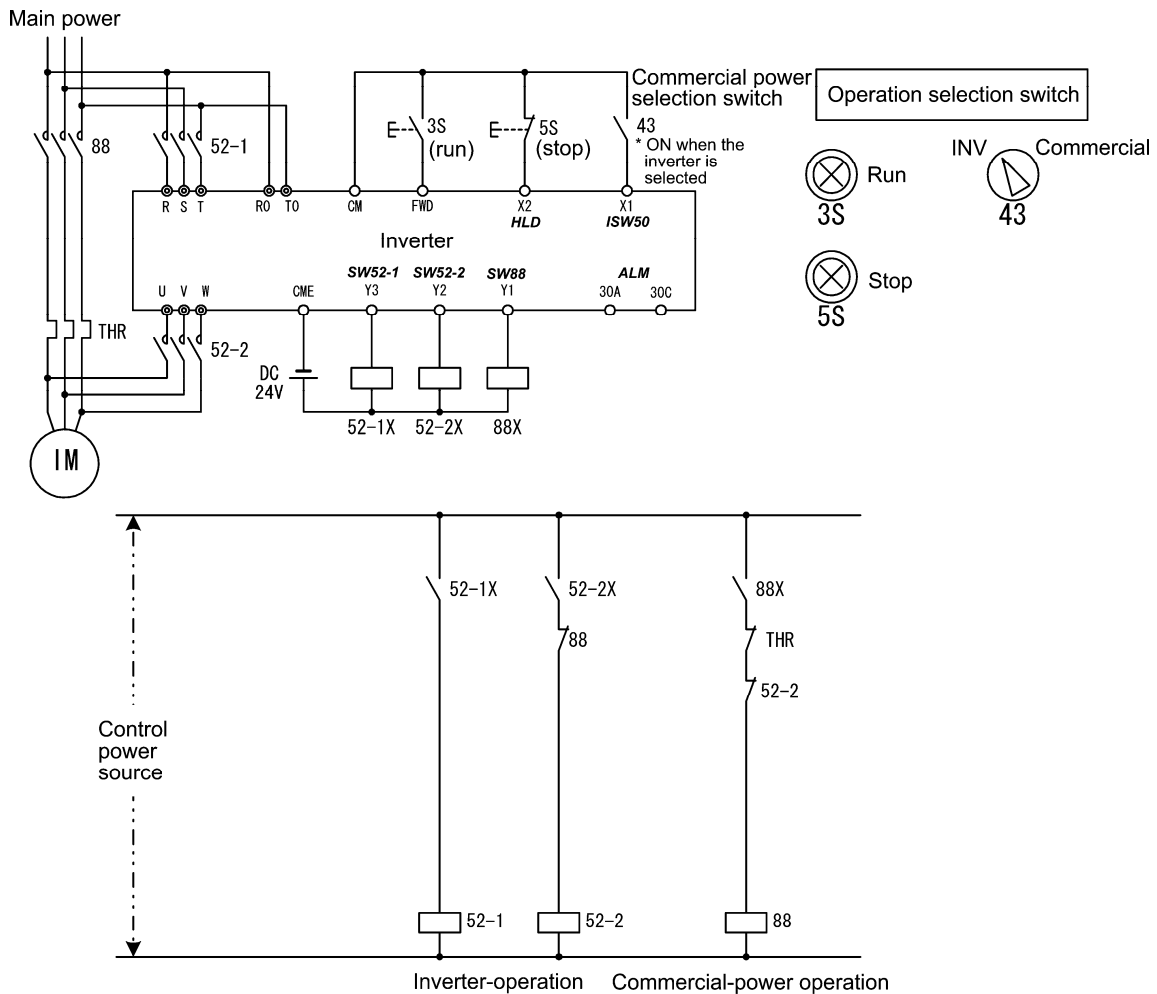 Main power
88
52-1
3S
(run)
5S
(stop)
Commercial power
selection switch
43
* ON when the
inverter is
selected
Operation selection switch
Run
3S
INV
Commercial
43
Stop
5S
R S T R0 T0 CM FWD X2 X1
HLD ISW50
Inverter
SW52-1 SW52-2 SW88 ALM
U V W CME Y3 Y2 Y1 30A 30C
THR
52-2
DC
24V
52-1X 52-2X 88X
IM
52-1X
52-2X
88X
88
THR
52-2
Control
power
source
52-1
52-2
88
Inverter-operation
Commercial-power operation